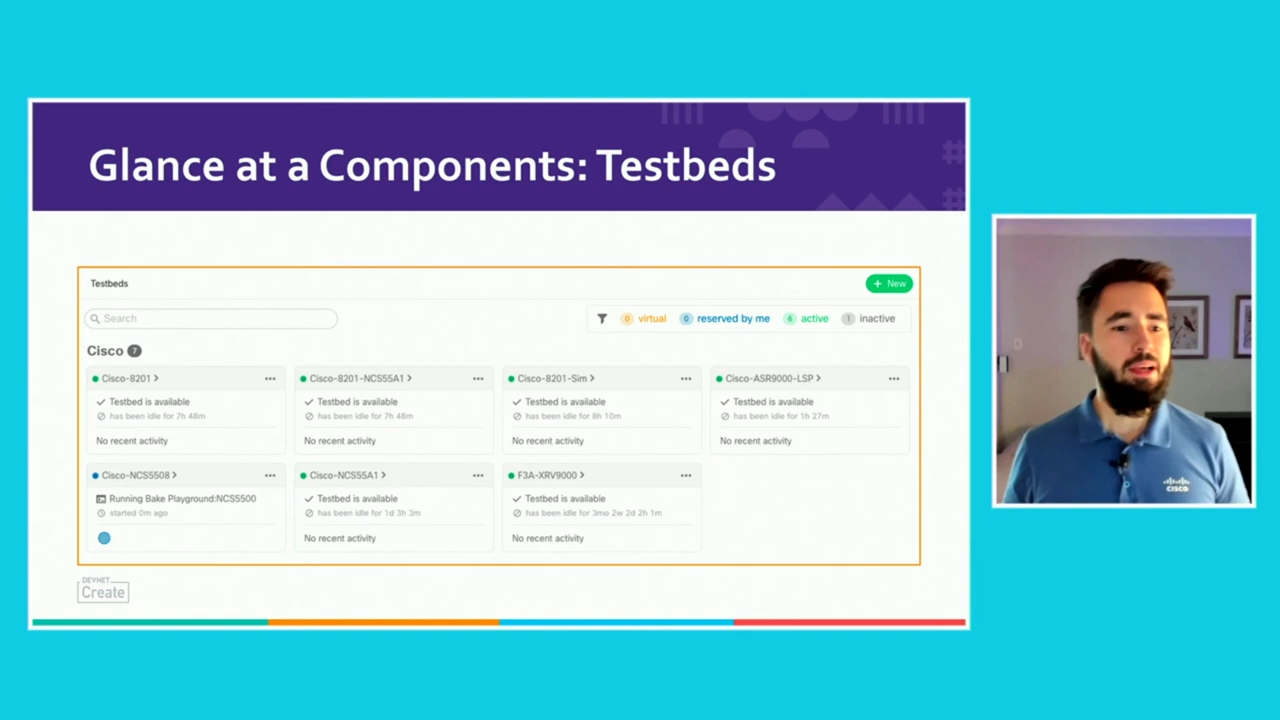 Glance at a Components: Testbeds
Testbeds
+ New
Search
0 virtual 0 reserved by me 6 active 1 inactive
Cisco 7
Cisco-8201 >
Testbed is available
has been idle for 7h 48m
No recent activity
Cisco-8201-NCS55A1 >
Testbed is available
has been idle for 7h 48m
No recent activity
Cisco-8201-Sim >
Testbed is available
has been idle for 8h 10m
No recent activity
Cisco-ASR9000-LSP >
Testbed is available
has been idle for 1h 27m
No recent activity
Cisco-NCS5508 >
Running Bake Playground:NCS5500
started 0m ago
Cisco-NCS55A1 >
Testbed is available
has been idle for 1d 3h 3m
No recent activity
F3A-XRV9000 >
Testbed is available
has been idle for 3mo 2w 2d 2h 1m
No recent activity
DEVNET
Create
CISCO